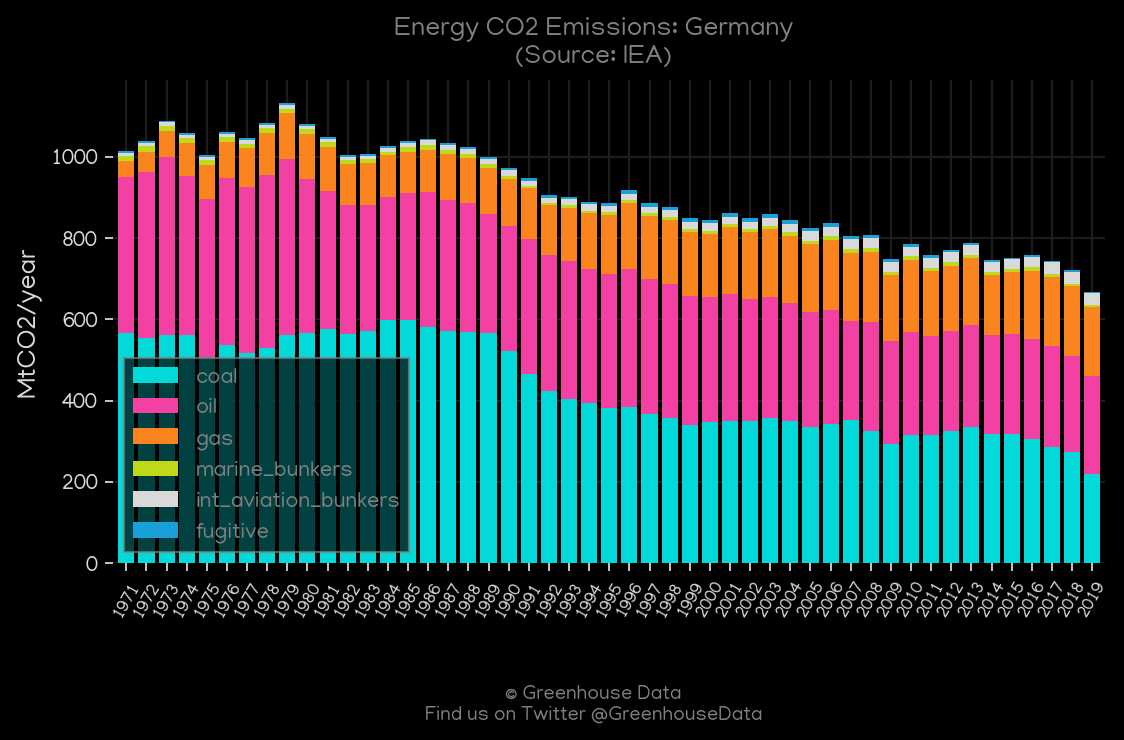 Energy CO2 Emissions: Germany
(Source: IEA)
MtCO2/year
1000
800
600
400
200
0
coal
oil
gas
marine_bunkers
int_aviation_bunkers
fugitive
1971 1972 1973 1974 1975 1976 1977 1978 1979 1980 1981 1982 1983 1984 1985 1986 1987 1988 1989 1990 1991 1992 1993 1994 1995 1996 1997 1998 1999 2000 2001 2002 2003 2004 2005 2006 2007 2008 2009 2010 2011 2012 2013 2014 2015 2016 2017 2018 2019
© Greenhouse Data
Find us on Twitter @GreenhouseData